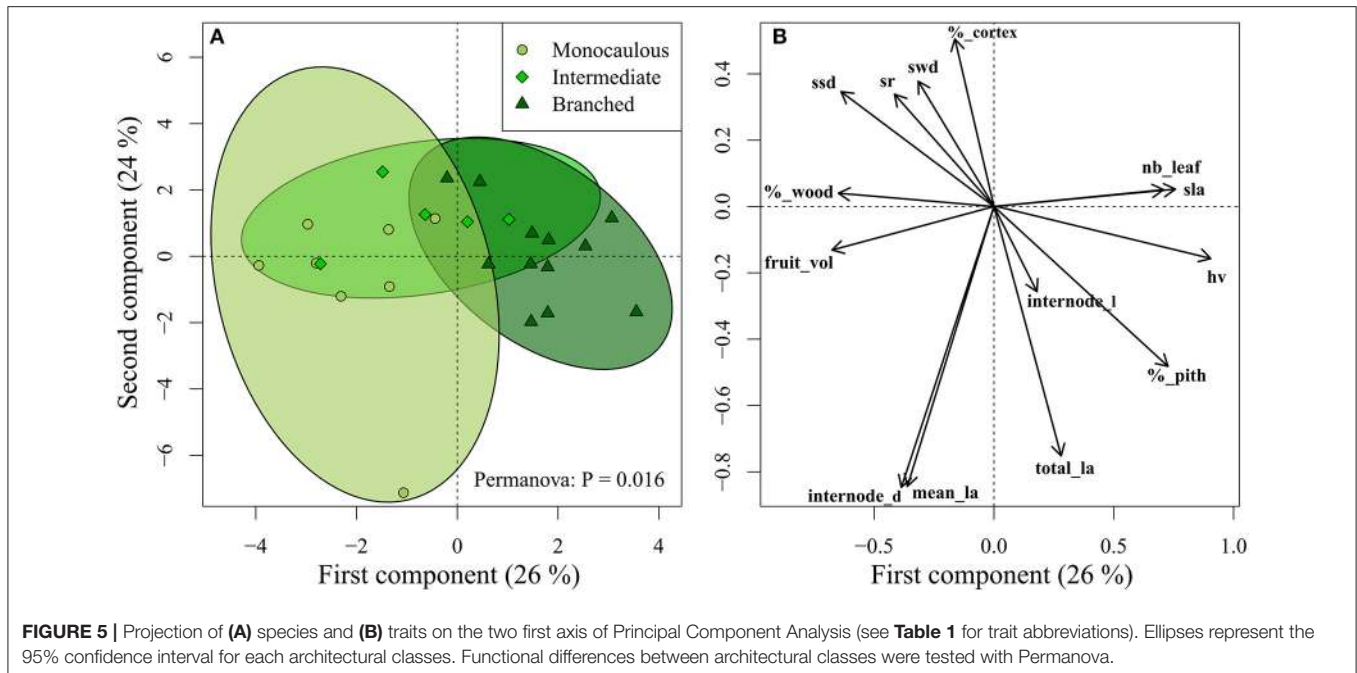 A
Monocaulous
Intermediate
Branched
6
4
2
0
−2
−4
−6
Second component (24 %)
Permanova: P = 0.016
−4
−2
0
2
4
First component (26 %)
B
%_cortex
swd
sr
ssd
nb_leaf
sla
%_wood
fruit_vol
hv
internode_l
%_pith
total_la
internode_d
mean_la
0.4
0.2
0.0
−0.2
−0.4
−0.6
−0.8
−0.5
0.0
0.5
1.0
First component (26 %)
FIGURE 5 | Projection of (A) species and (B) traits on the two first axis of Principal Component Analysis (see Table 1 for trait abbreviations). Ellipses represent the
95% confidence interval for each architectural classes. Functional differences between architectural classes were tested with Permanova.